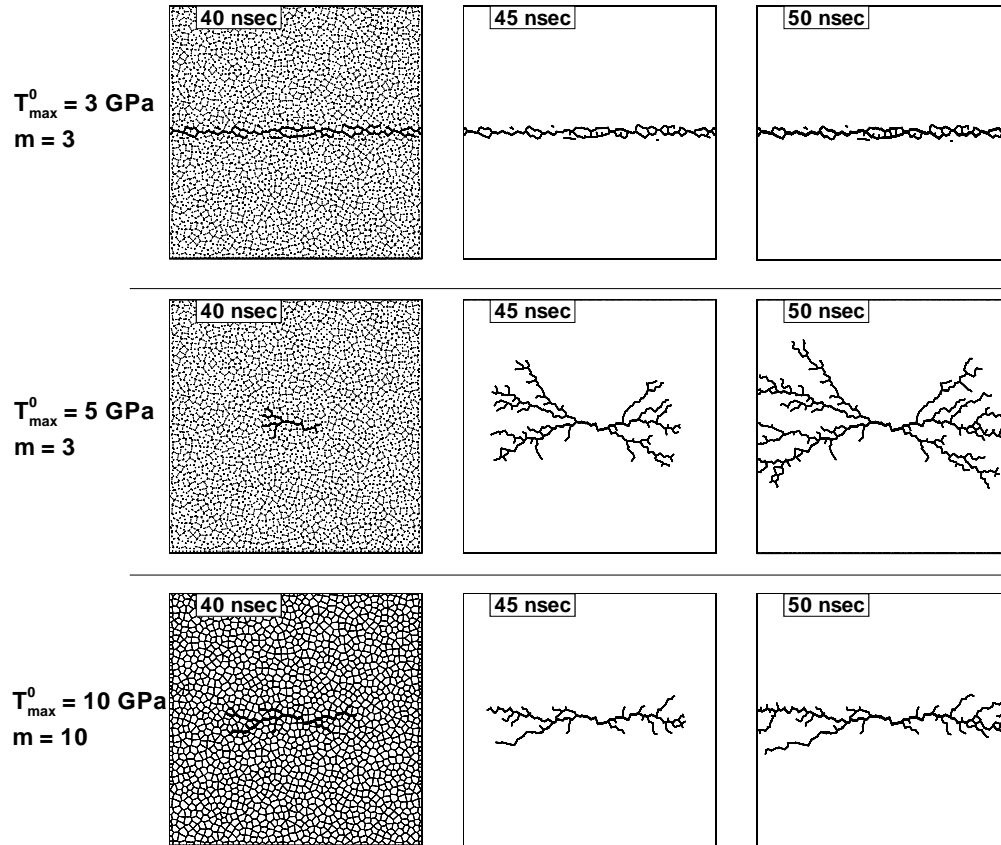 40 nsec
45 nsec
50 nsec
T⁰max = 3 GPa
m = 3
40 nsec
45 nsec
50 nsec
T⁰max = 5 GPa
m = 3
40 nsec
45 nsec
50 nsec
T⁰max = 10 GPa
m = 10